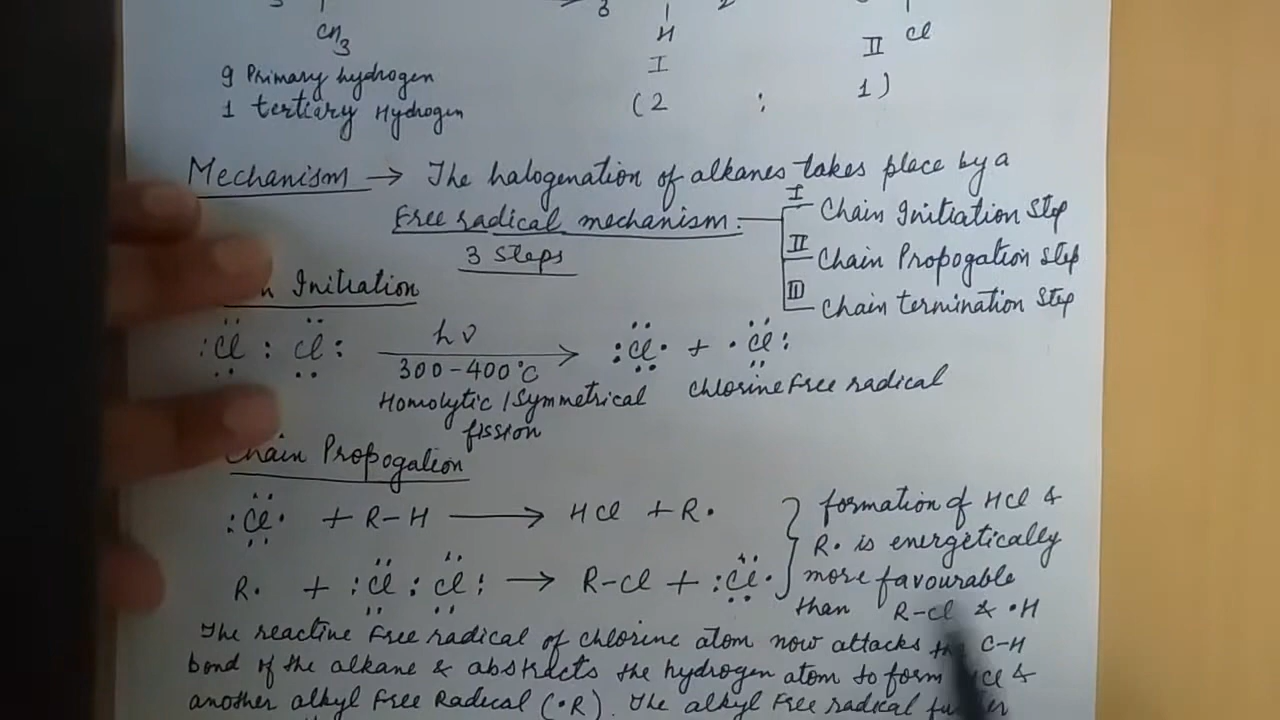 3 2
CH3 H Cl
I II
9 Primary hydrogen
1 tertiary Hydrogen (2 : 1)
Mechanism → The halogenation of alkanes takes place by a
Free radical mechanism.
3 Steps
I Chain Initiation Step
II Chain Propogation step
III Chain termination Step
Initiation
:Cl : Cl: hν → :Cl• + •Cl:
300-400°C
Homolytic / Symmetrical fission
Chlorine Free radical
Chain Propogation
:Cl• + R-H → HCl + R•
R• + :Cl : Cl: → R-Cl + :Cl•
formation of HCl &
R• is energetically
more favourable
than R-Cl & •H
The reactive Free radical of chlorine atom now attacks the C-H
bond of the alkane & abstracts the hydrogen atom to form HCl &
another alkyl Free Radical (•R). The alkyl Free radical further